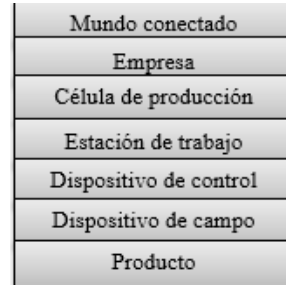 Mundo conectado
Empresa
Célula de producción
Estación de trabajo
Dispositivo de control
Dispositivo de campo
Producto